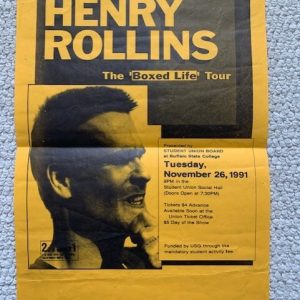 HENRY
ROLLINS
The 'Boxed Life' Tour
Presented by
STUDENT UNION BOARD
at Buffalo State College
Tuesday,
November 26, 1991
8PM in the
Student Union Social Hall
(Doors Open at 7:30PM)
Tickets $4 Advance
Available Soon at the
Union Ticket Office
$5 Day of the Show
Funded by USG through the
mandatory student activity fee.